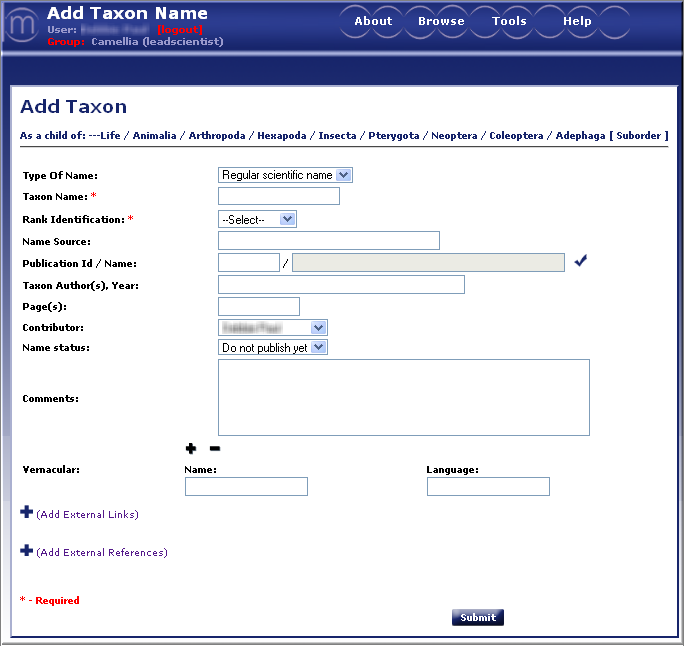 Add Taxon Name
User: [logout]
Group: Camellia (leadscientist)
About Browse Tools Help
Add Taxon
As a child of: ---Life / Animalia / Arthropoda / Hexapoda / Insecta / Pterygota / Neoptera / Coleoptera / Adephaga [ Suborder ]
Type Of Name: Regular scientific name
Taxon Name: *
Rank Identification: * --Select--
Name Source:
Publication Id / Name: /
Taxon Author(s), Year:
Page(s):
Contributor:
Name status: Do not publish yet
Comments:
Vernacular: Name: Language:
(Add External Links)
(Add External References)
* - Required
Submit